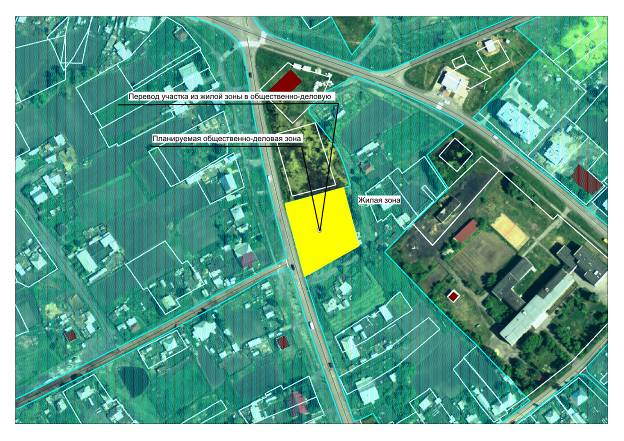 Перевод участка из жилой зоны в общественно-деловую
Планируемая общественно-деловая зона
Жилая зона